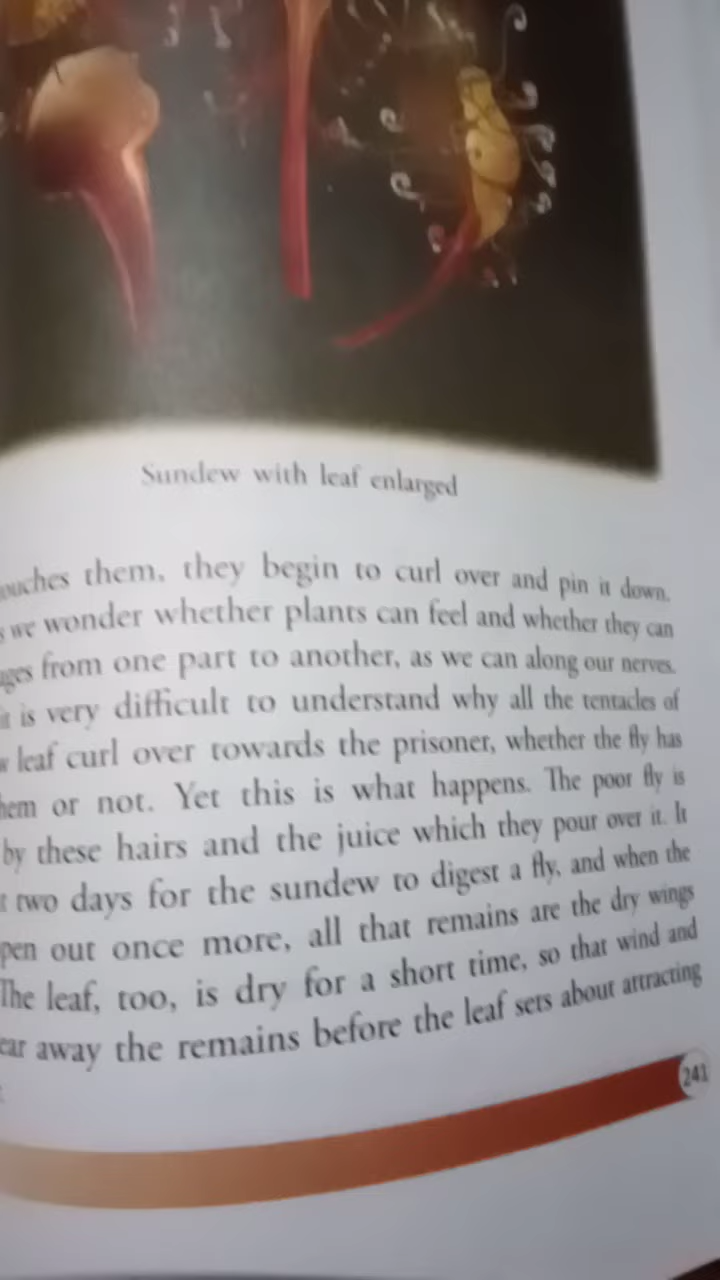 Sundew with leaf enlarged
ouches them, they begin to curl over and pin it down.
s we wonder whether plants can feel and whether they can
ges from one part to another, as we can along our nerves.
it is very difficult to understand why all the tentacles of
w leaf curl over towards the prisoner, whether the fly has
hem or not. Yet this is what happens. The poor fly is
by these hairs and the juice which they pour over it. It
t two days for the sundew to digest a fly, and when the
pen out once more, all that remains are the dry wings
The leaf, too, is dry for a short time, so that wind and
ear away the remains before the leaf sets about attracting
241